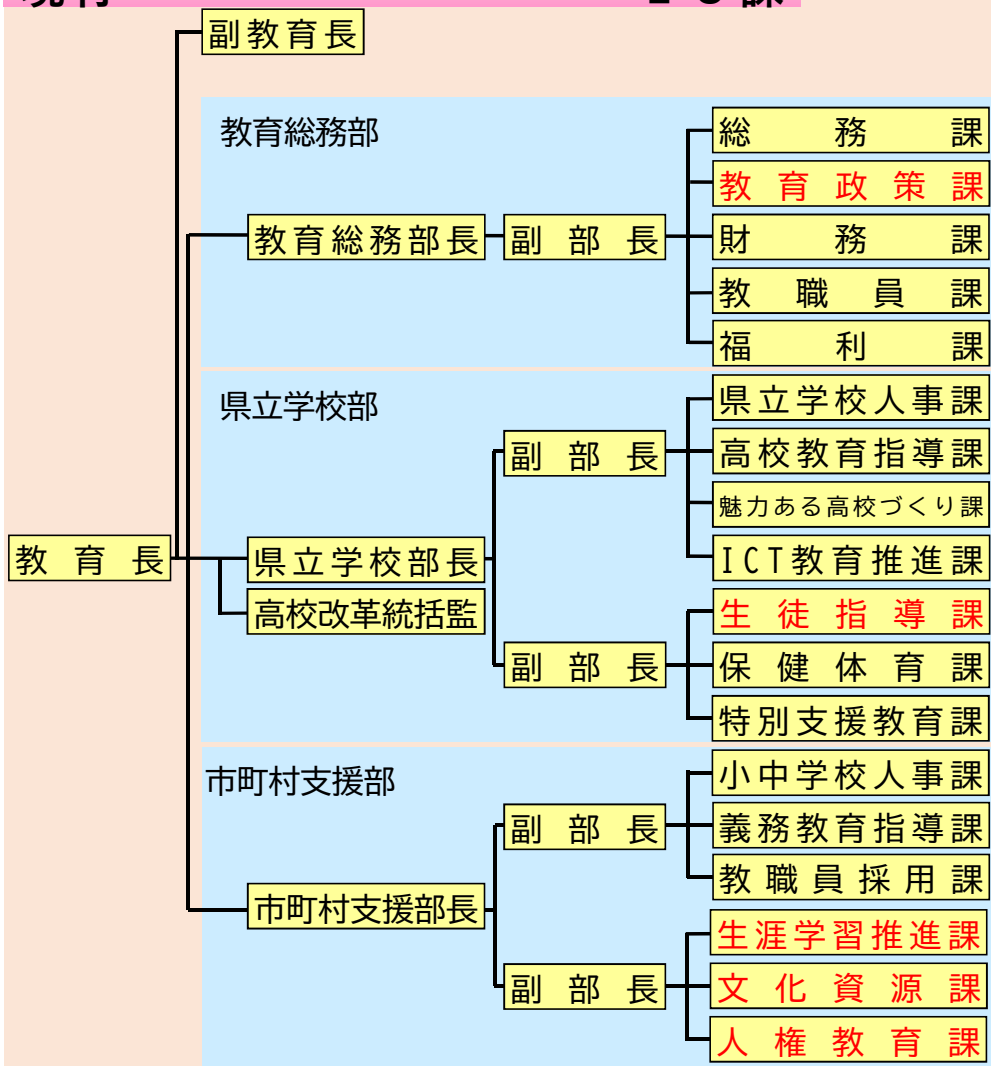 副教育長
教育総務部
総務課
教育政策課
教育総務部長
副部長
財務課
教職員課
福利課
県立学校部
県立学校人事課
副部長
高校教育指導課
魅力ある高校づくり課
教育長
県立学校部長
ICT教育推進課
高校改革統括監
生徒指導課
副部長
保健体育課
特別支援教育課
市町村支援部
小中学校人事課
副部長
義務教育指導課
教職員採用課
市町村支援部長
生涯学習推進課
副部長
文化資源課
人権教育課